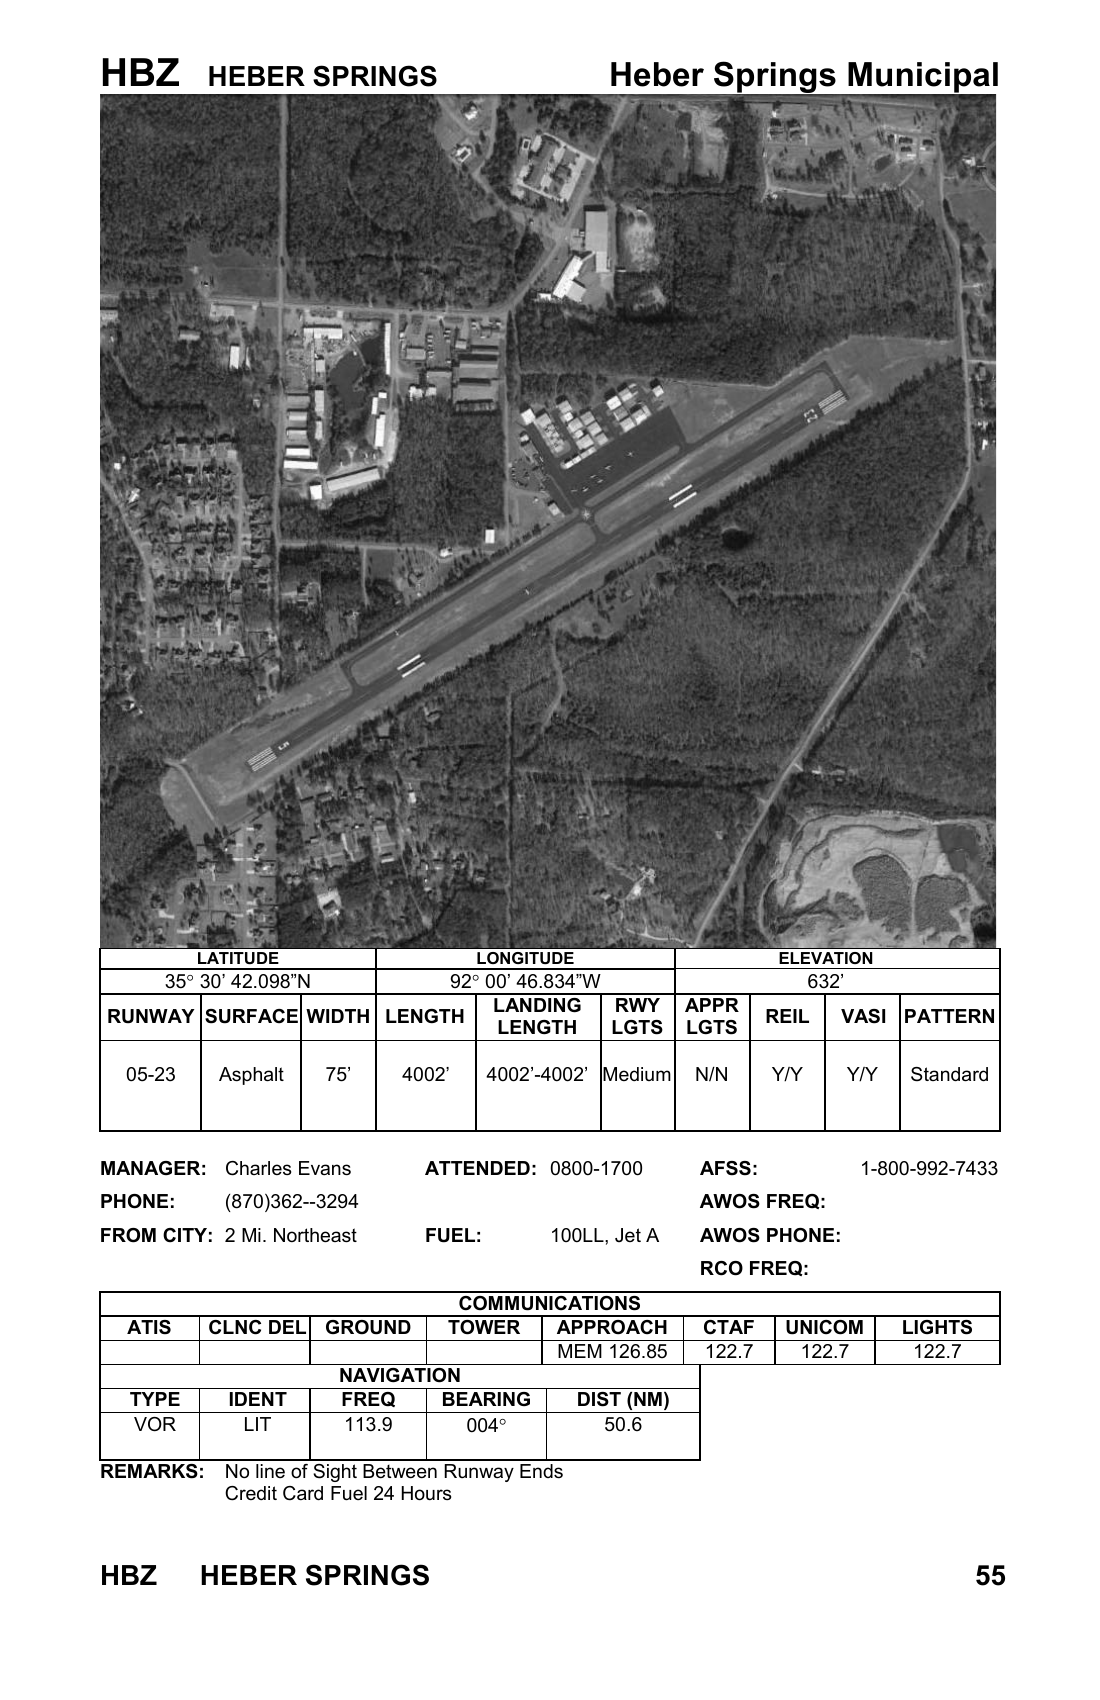 HBZ HEBER SPRINGS Heber Springs Municipal
LATITUDE LONGITUDE ELEVATION
35° 30’ 42.098”N 92° 00’ 46.834”W 632’
RUNWAY SURFACE WIDTH LENGTH LANDING LENGTH RWY LGTS APPR LGTS REIL VASI PATTERN
05-23 Asphalt 75’ 4002’ 4002’-4002’ Medium N/N Y/Y Y/Y Standard
MANAGER: Charles Evans ATTENDED: 0800-1700 AFSS: 1-800-992-7433
PHONE: (870)362--3294 AWOS FREQ:
FROM CITY: 2 Mi. Northeast FUEL: 100LL, Jet A AWOS PHONE:
RCO FREQ:
COMMUNICATIONS
ATIS CLNC DEL GROUND TOWER APPROACH CTAF UNICOM LIGHTS
MEM 126.85 122.7 122.7 122.7
NAVIGATION
TYPE IDENT FREQ BEARING DIST (NM)
VOR LIT 113.9 004° 50.6
REMARKS: No line of Sight Between Runway Ends
Credit Card Fuel 24 Hours
HBZ HEBER SPRINGS 55